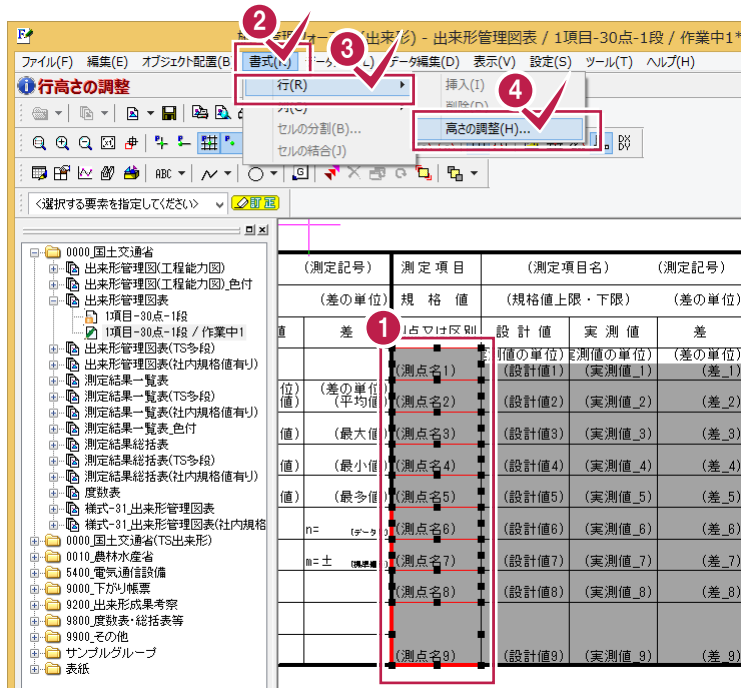 2
3
出来形) - 出来形管理図表 / 1項目-30点-1段 / 作業中1*
ファイル(F) 編集(E) オブジェクト配置(B) 書式(R) 編集(D) 表示(V) 設定(S) ツール(T) ヘルプ(H)
行高さの調整
行(R) 挿入(I)
4
削除(D)
セルの分割(B)... 高さの調整(H)...
セルの結合(J)
ABC
<選択する要素を指定してください> 訂正
0000_国土交通省
出来形管理図(工程能力図)
出来形管理図(工程能力図)_色付
出来形管理図表
1項目-30点-1段
1項目-30点-1段 / 作業中1
出来形管理図表(TS多段)
出来形管理図表(社内規格値有り)
測定結果一覧表
測定結果一覧表(TS多段)
測定結果一覧表(社内規格値有り)
測定結果一覧表_色付
測定結果総括表
測定結果総括表(TS多段)
測定結果総括表(社内規格値有り)
度数表
様式-31_出来形管理図表
様式-31_出来形管理図表(社内規格
0000_国土交通省(TS出来形)
0010_農林水産省
5400_電気通信設備
9000_下がり帳票
9200_出来形成果考察
9800_度数表・総括表等
9900_その他
サンプルグループ
表紙
(測定記号) 測定項目 (測定項目名) (測定記号)
(差の単位) 規格値 (規格値上限・下限) (差の単位)
1
差 測点又は区別 設計値 実測値 差
(実測値の単位) (差の単位)
(測点名1) (設計値1) (実測値_1) (差_1)
(差の単位)
(平均値) (測点名2) (設計値2) (実測値_2) (差_2)
(最大値) (測点名3) (設計値3) (実測値_3) (差_3)
(最小値) (測点名4) (設計値4) (実測値_4) (差_4)
(最多値) (測点名5) (設計値5) (実測値_5) (差_5)
n= (測点名6) (設計値6) (実測値_6) (差_6)
m=± (測点名7) (設計値7) (実測値_7) (差_7)
(測点名8) (設計値8) (実測値_8) (差_8)
(測点名9) (設計値9) (実測値_9) (差_9)